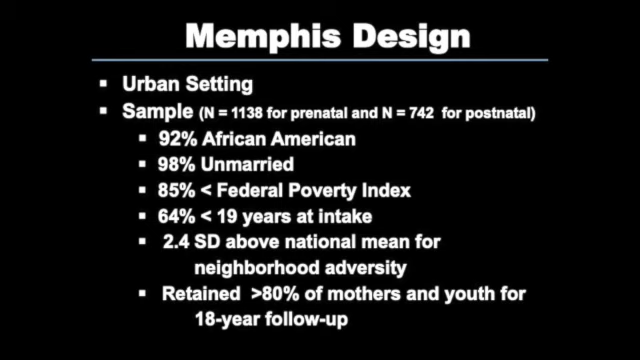 Memphis Design
▪ Urban Setting
▪ Sample (N = 1138 for prenatal and N = 742 for postnatal)
▪ 92% African American
▪ 98% Unmarried
▪ 85% < Federal Poverty Index
▪ 64% < 19 years at intake
▪ 2.4 SD above national mean for
neighborhood adversity
▪ Retained >80% of mothers and youth for
18-year follow-up